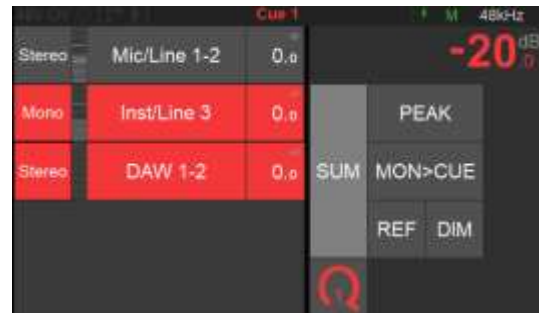 Cue 1 M 48kHz
Stereo Mic/Line 1-2 0.0
-20.0 dB
Mono Inst/Line 3 0.0
PEAK
Stereo DAW 1-2 0.0
SUM MON>CUE
REF DIM